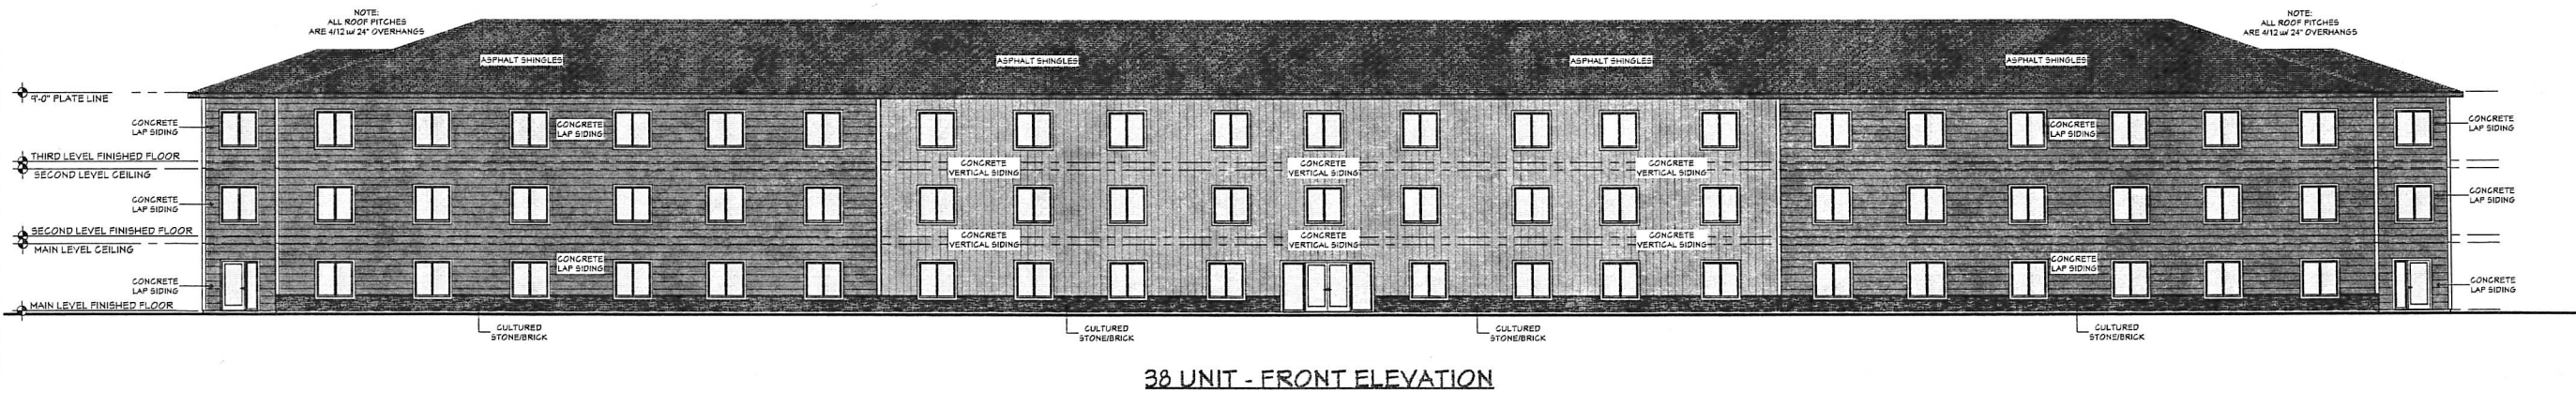 NOTE:
ALL ROOF PITCHES
ARE 4/12 w/ 24" OVERHANGS
NOTE:
ALL ROOF PITCHES
ARE 4/12 w/ 24" OVERHANGS
ASPHALT SHINGLES
ASPHALT SHINGLES
ASPHALT SHINGLES
ASPHALT SHINGLES
9'-0" PLATE LINE
CONCRETE
LAP SIDING
CONCRETE
LAP SIDING
CONCRETE
LAP SIDING
CONCRETE
LAP SIDING
THIRD LEVEL FINISHED FLOOR
SECOND LEVEL CEILING
CONCRETE
VERTICAL SIDING
CONCRETE
VERTICAL SIDING
CONCRETE
VERTICAL SIDING
CONCRETE
LAP SIDING
CONCRETE
LAP SIDING
SECOND LEVEL FINISHED FLOOR
MAIN LEVEL CEILING
CONCRETE
VERTICAL SIDING
CONCRETE
VERTICAL SIDING
CONCRETE
VERTICAL SIDING
CONCRETE
LAP SIDING
CONCRETE
LAP SIDING
CONCRETE
LAP SIDING
CONCRETE
LAP SIDING
MAIN LEVEL FINISHED FLOOR
CULTURED
STONE/BRICK
CULTURED
STONE/BRICK
CULTURED
STONE/BRICK
CULTURED
STONE/BRICK
38 UNIT - FRONT ELEVATION